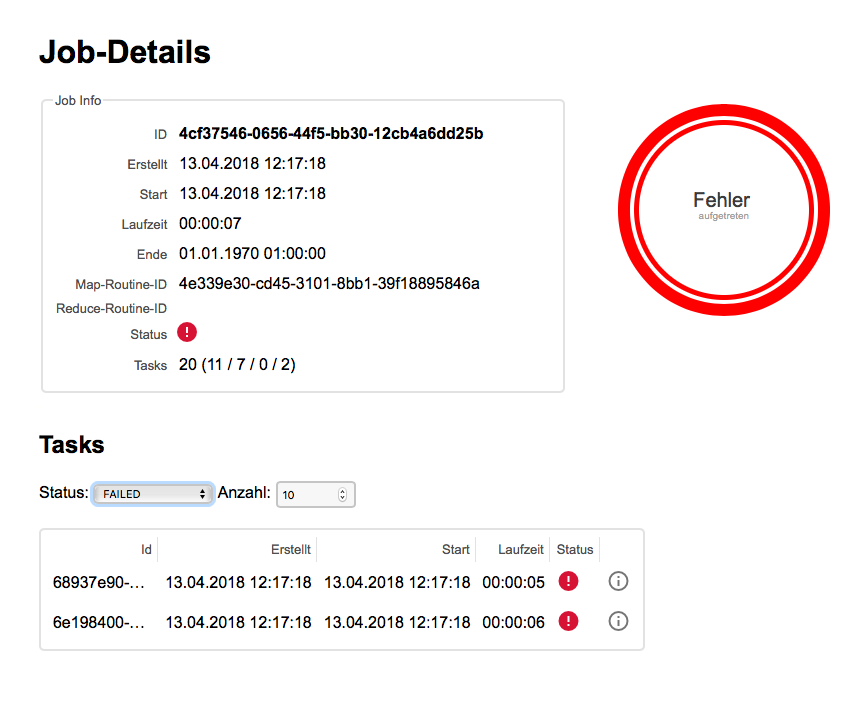 Job-Details
Job Info
ID 4cf37546-0656-44f5-bb30-12cb4a6dd25b
Erstellt 13.04.2018 12:17:18
Start 13.04.2018 12:17:18
Laufzeit 00:00:07
Ende 01.01.1970 01:00:00
Map-Routine-ID 4e339e30-cd45-3101-8bb1-39f18895846a
Reduce-Routine-ID
Status !
Tasks 20 (11 / 7 / 0 / 2)
Fehler
aufgetreten
Tasks
Status: FAILED Anzahl: 10
Id Erstellt Start Laufzeit Status
68937e90-… 13.04.2018 12:17:18 13.04.2018 12:17:18 00:00:05 ! i
6e198400-… 13.04.2018 12:17:18 13.04.2018 12:17:18 00:00:06 ! i